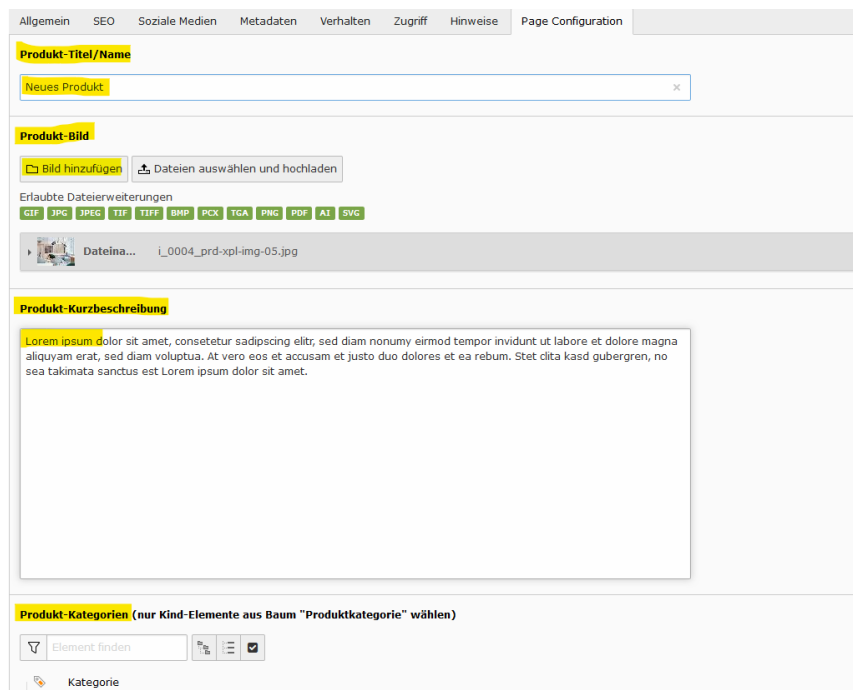 Allgemein SEO Soziale Medien Metadaten Verhalten Zugriff Hinweise Page Configuration
Produkt-Titel/Name
Neues Produkt
Produkt-Bild
Bild hinzufügen Dateien auswählen und hochladen
Erlaubte Dateierweiterungen
GIF JPG JPEG TIF TIFF BMP PCX TGA PNG PDF AI SVG
Dateina... i_0004_prd-xpl-img-05.jpg
Produkt-Kurzbeschreibung
Lorem ipsum dolor sit amet, consetetur sadipscing elitr, sed diam nonumy eirmod tempor invidunt ut labore et dolore magna
aliquyam erat, sed diam voluptua. At vero eos et accusam et justo duo dolores et ea rebum. Stet clita kasd gubergren, no
sea takimata sanctus est Lorem ipsum dolor sit amet.
Produkt-Kategorien (nur Kind-Elemente aus Baum "Produktkategorie" wählen)
Element finden
Kategorie